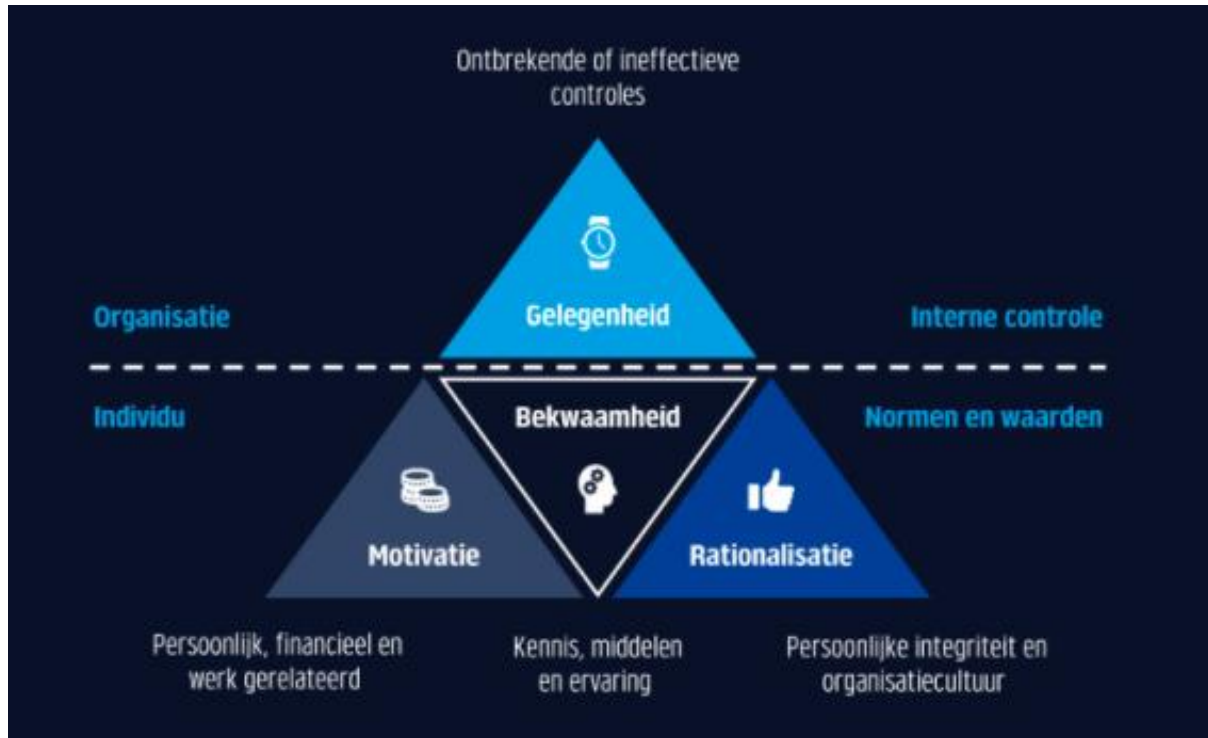 Ontbrekende of ineffectieve
controles
Gelegenheid
Organisatie
Interne controle
Individu
Bekwaamheid
Normen en waarden
Motivatie
Rationalisatie
Persoonlijk, financieel en
werk gerelateerd
Kennis, middelen
en ervaring
Persoonlijke integriteit en
organisatiecultuur